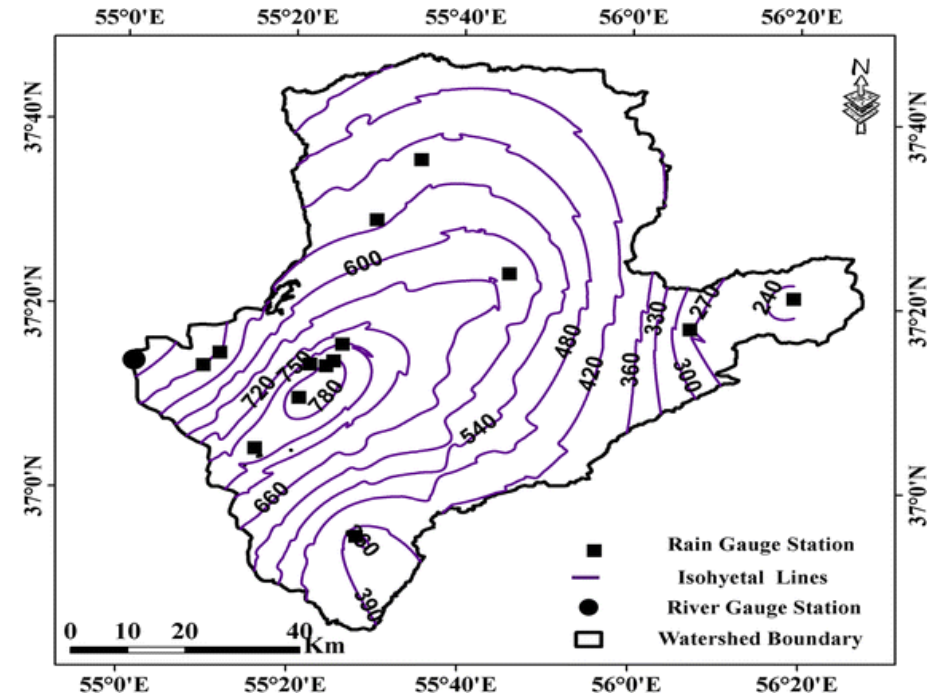 55°0'E 55°20'E 55°40'E 56°0'E 56°20'E
N
37°40'N 37°40'N
37°20'N 37°20'N
37°0'N 37°0'N
600
240
270
330
480
420
360
300
750
720
780
540
660
390
Rain Gauge Station
Isohyetal Lines
River Gauge Station
Watershed Boundary
0 10 20 40 Km
55°0'E 55°20'E 55°40'E 56°0'E 56°20'E